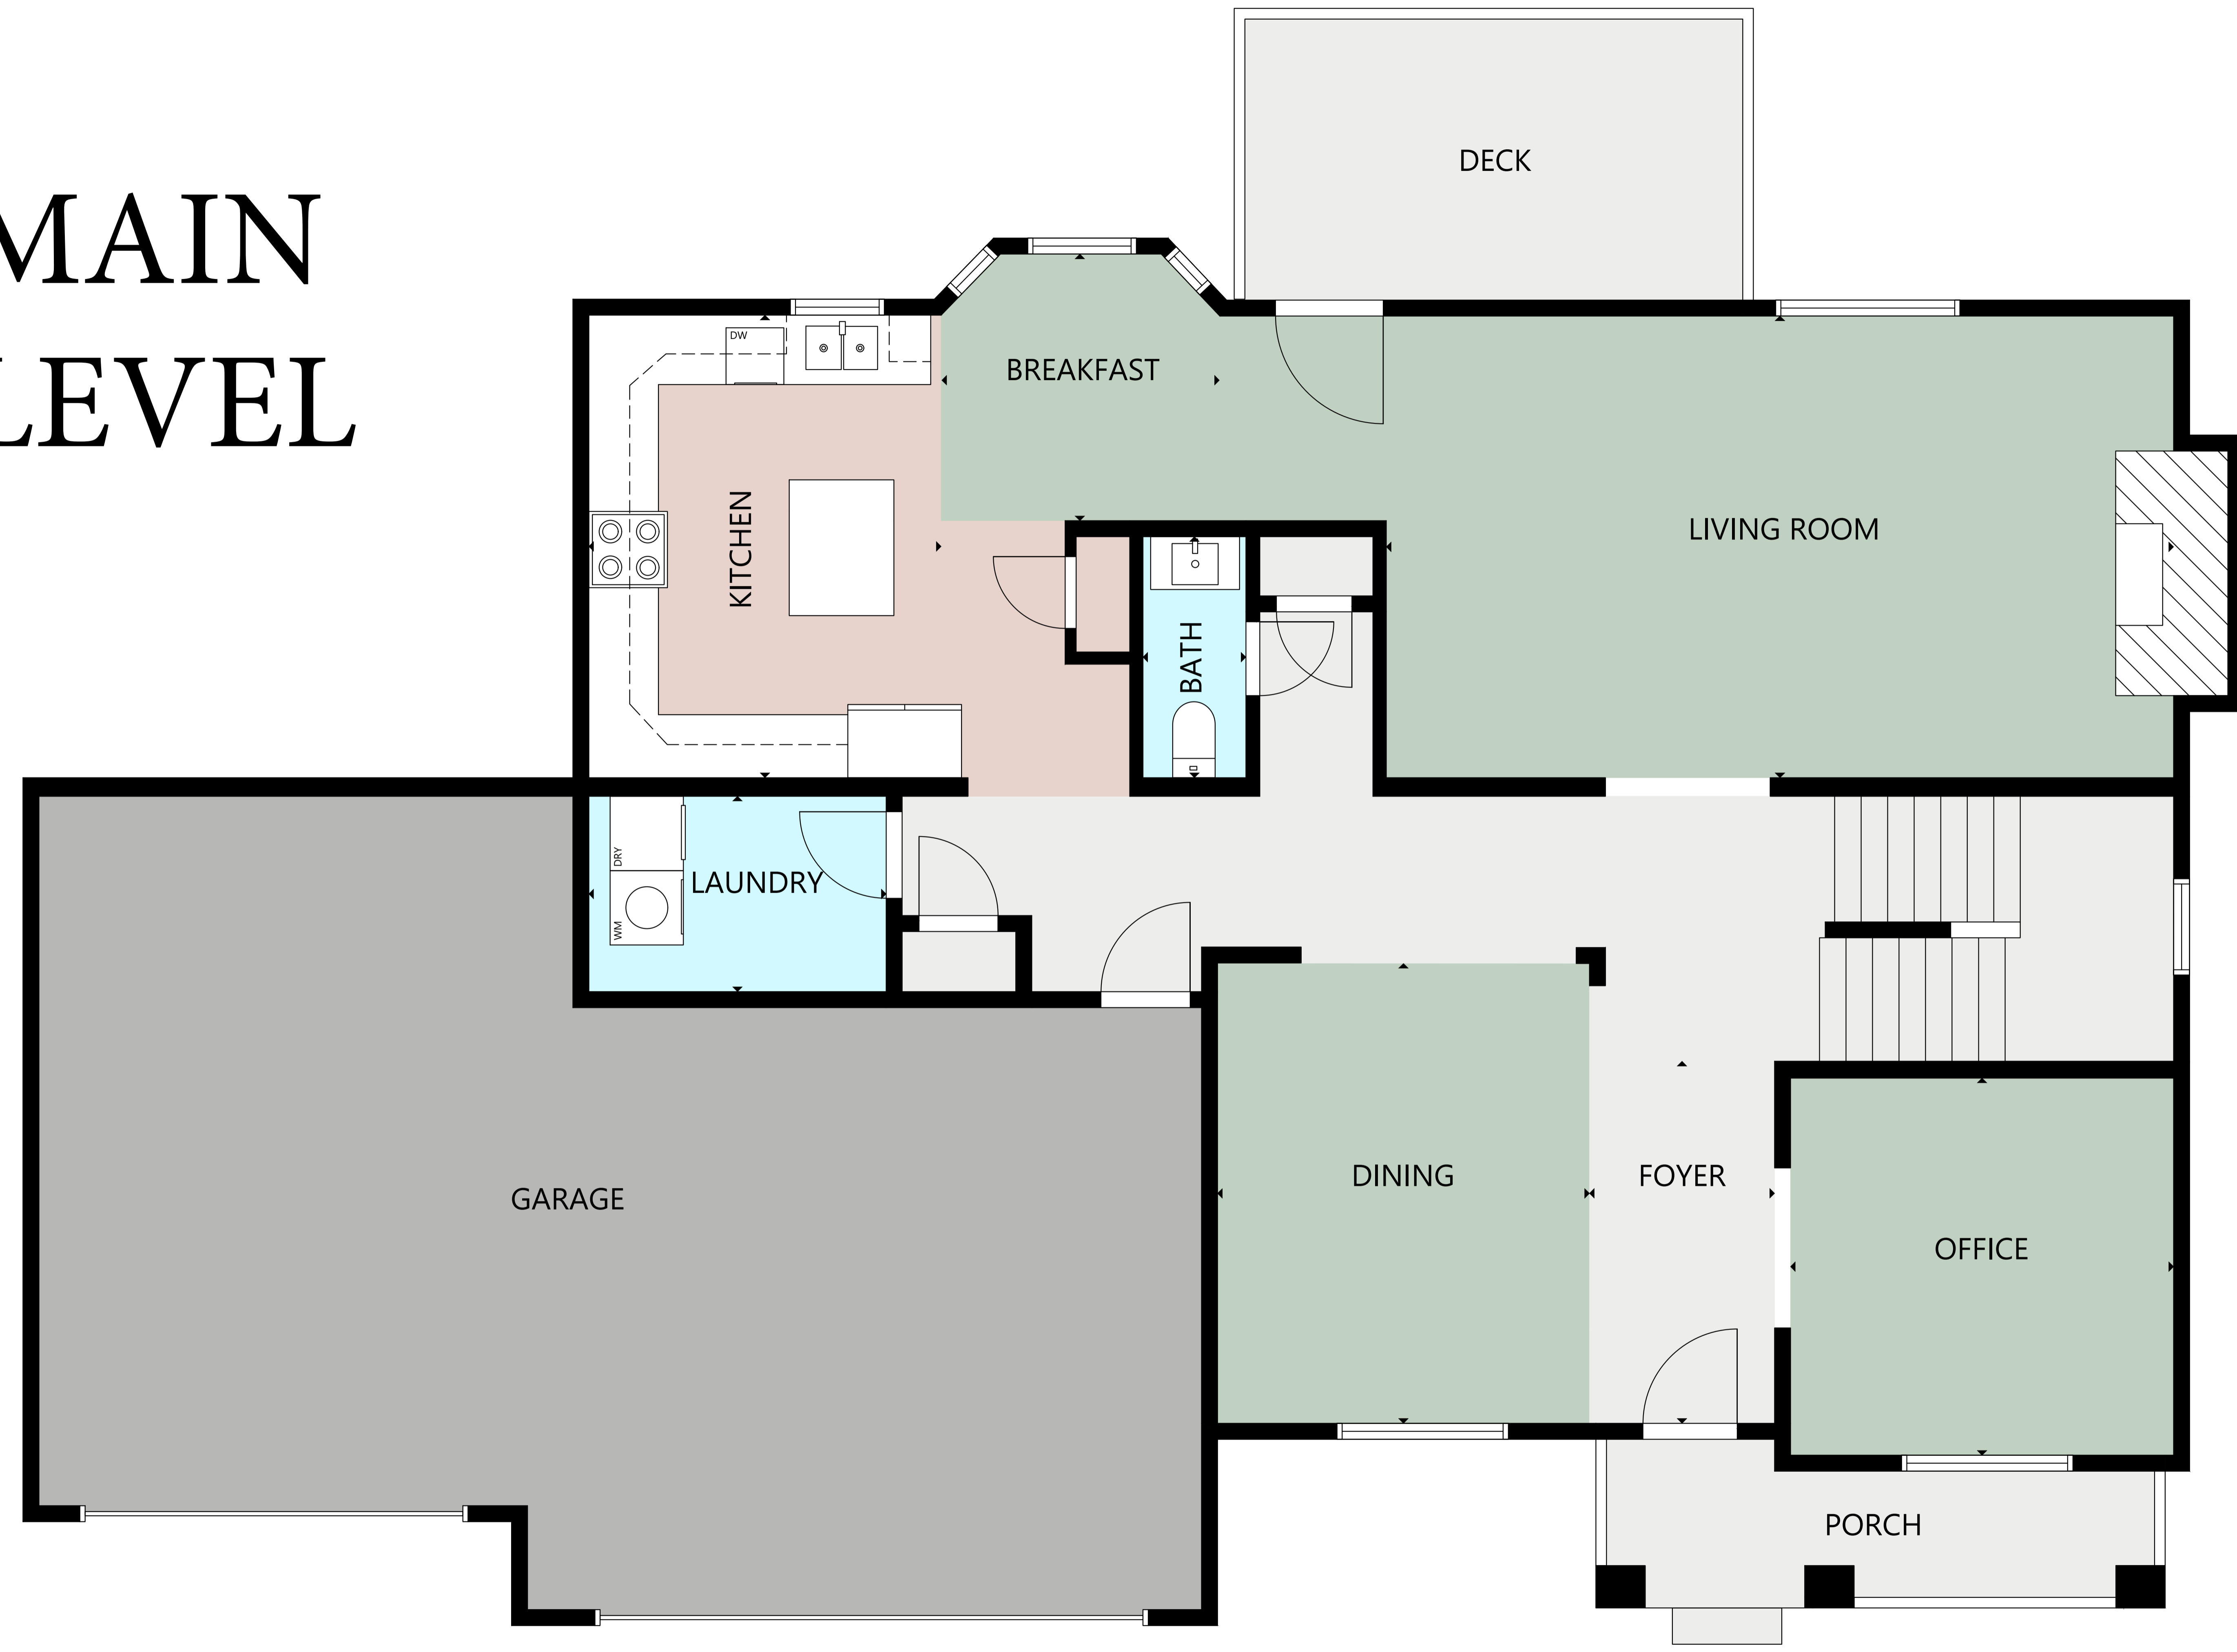 MAIN
LEVEL
DECK
DW
BREAKFAST
KITCHEN
LIVING ROOM
BATH
DRY
LAUNDRY
WM
DINING
FOYER
GARAGE
OFFICE
PORCH